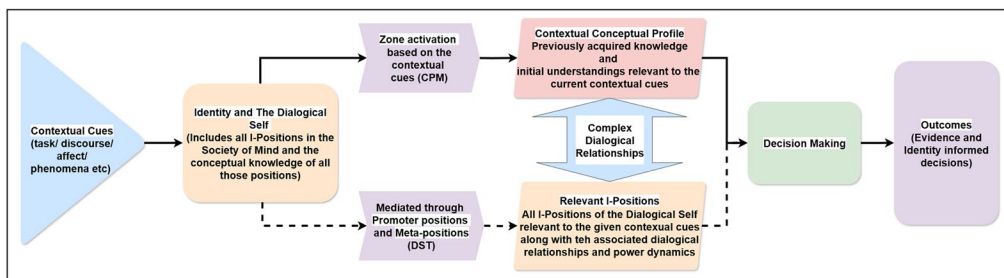 Contextual Cues
(task/ discourse/
affect/
phenomena etc)
Identity and The Dialogical
Self
(Includes all I-Positions in the
Society of Mind and the
conceptual knowledge of all
those positions)
Zone activation
based on the
contextual
cues (CPM)
Contextual Conceptual Profile
Previously acquired knowledge
and
initial understandings relevant to the
current contextual cues
Complex
Dialogical
Relationships
Mediated through
Promoter positions
and Meta-positions
(DST)
Relevant I-Positions
All I-Positions of the Dialogical Self
relevant to the given contexual cues
along with teh associated dialogical
relationships and power dynamics
Decision Making
Outcomes
(Evidence and
Identity informed
decisions)